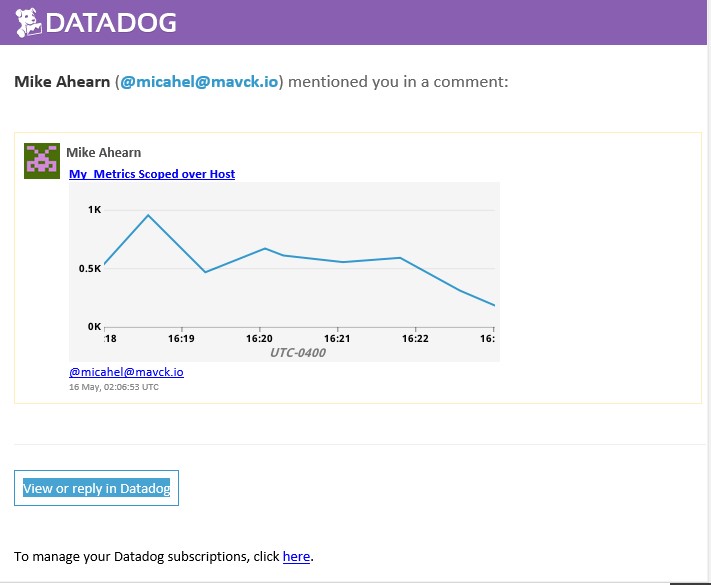 DATADOG
Mike Ahearn (@micahel@mavck.io) mentioned you in a comment:
Mike Ahearn
My_Metrics Scoped over Host
1K
0.5K
0K
:18 16:19 16:20 16:21 16:22 16:
UTC-0400
@micahel@mavck.io
16 May, 02:06:53 UTC
View or reply in Datadog
To manage your Datadog subscriptions, click here.